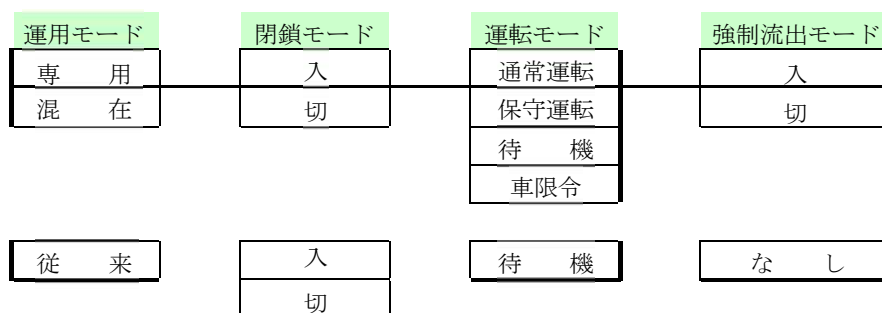 運用モード 閉鎖モード 運転モード 強制流出モード
専 用 入 通常運転 入
混 在 切 保守運転 切
待 機
車限令
従 来 入 待 機 な し
切